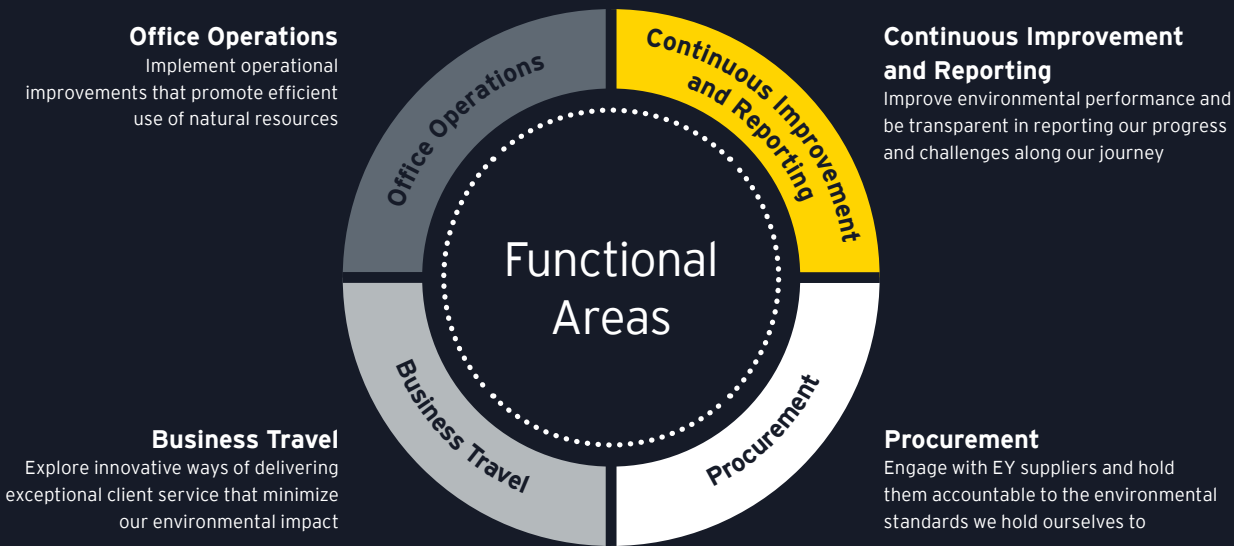 Office Operations
Implement operational
improvements that promote efficient
use of natural resources
Continuous Improvement
and Reporting
Improve environmental performance and
be transparent in reporting our progress
and challenges along our journey
Office Operations
Continuous Improvement
and Reporting
Functional
Areas
Business Travel
Procurement
Business Travel
Explore innovative ways of delivering
exceptional client service that minimize
our environmental impact
Procurement
Engage with EY suppliers and hold
them accountable to the environmental
standards we hold ourselves to